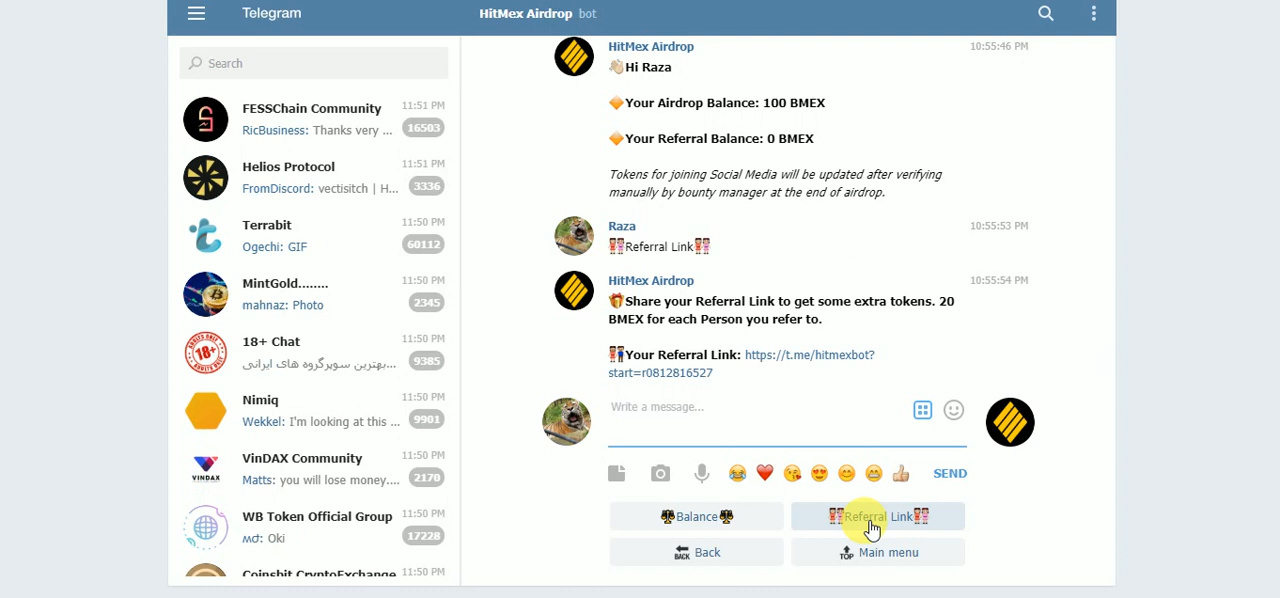 Telegram
HitMex Airdrop bot
Search
FESSChain Community 11:51 PM
RicBusiness: Thanks very ... 16503
Helios Protocol 11:51 PM
FromDiscord: vectisitch | H... 3336
Terrabit 11:50 PM
Ogechi: GIF 60112
MintGold........ 11:50 PM
mahnaz: Photo 2345
18+ Chat 11:50 PM
بهترین سوپرگروه های ایرانی... 9385
Nimiq 11:50 PM
Wekkel: I'm looking at this ... 9901
VinDAX Community 11:50 PM
Matts: you will lose money.... 2170
VINDAX
WB Token Official Group 11:50 PM
мσ: Oki 17228
Coinsbit CryptoExchange 11:50 PM
HitMex Airdrop 10:55:46 PM
👋Hi Raza
🔶Your Airdrop Balance: 100 BMEX
🔶Your Referral Balance: 0 BMEX
Tokens for joining Social Media will be updated after verifying
manually by bounty manager at the end of airdrop.
Raza 10:55:53 PM
👭Referral Link👭
HitMex Airdrop 10:55:54 PM
🎁Share your Referral Link to get some extra tokens. 20
BMEX for each Person you refer to.
👫Your Referral Link: https://t.me/hitmexbot?
start=r0812816527
Write a message...
SEND
Balance
Referral Link
BACK Back
TOP Main menu